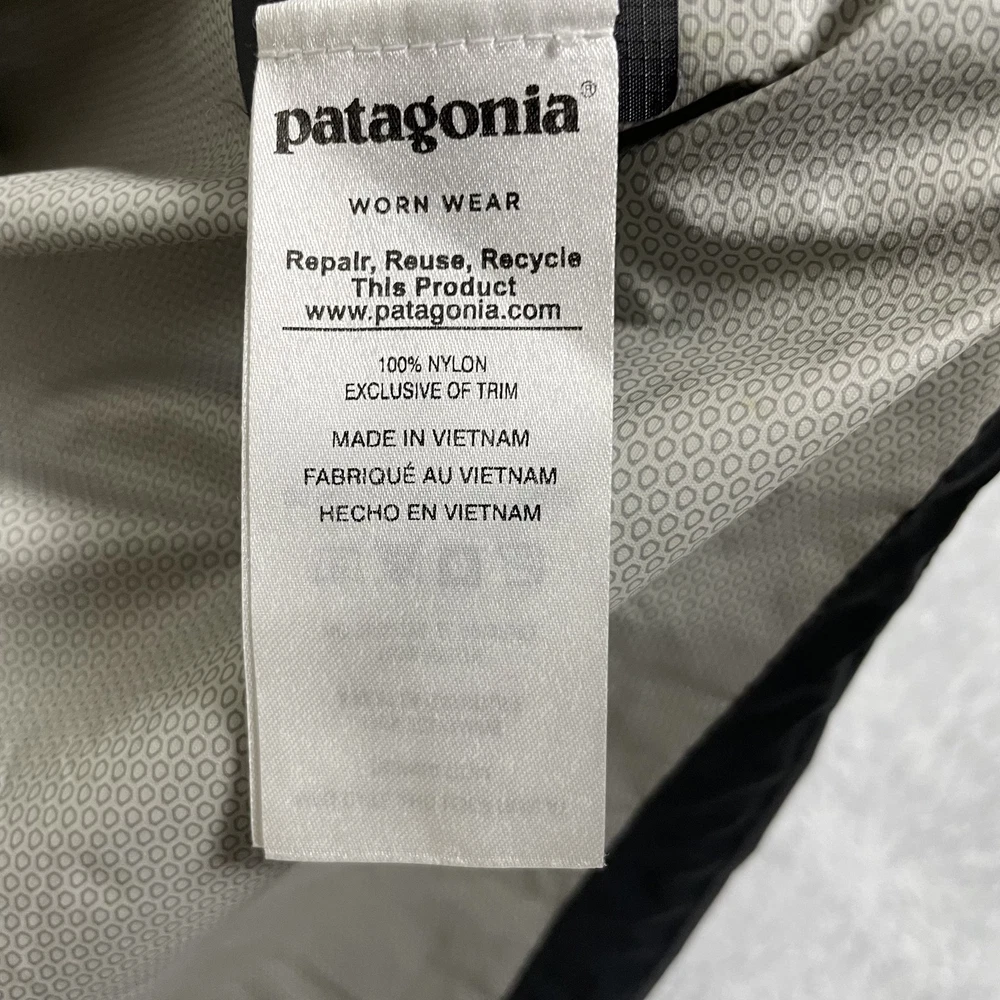 patagonia®
WORN WEAR
Repair, Reuse, Recycle
This Product
www.patagonia.com
100% NYLON
EXCLUSIVE OF TRIM
MADE IN VIETNAM
FABRIQUÉ AU VIETNAM
HECHO EN VIETNAM